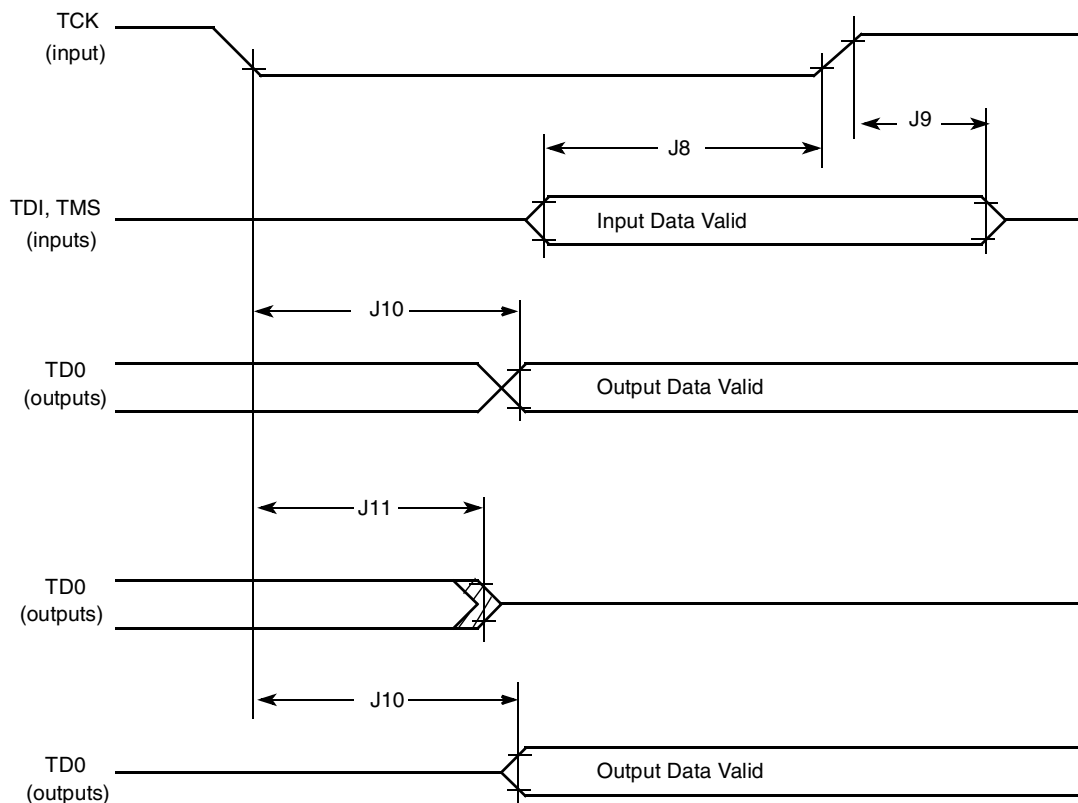 TCK
(input)
J9
J8
TDI, TMS
(inputs)
Input Data Valid
J10
TD0
(outputs)
Output Data Valid
J11
TD0
(outputs)
J10
TD0
(outputs)
Output Data Valid